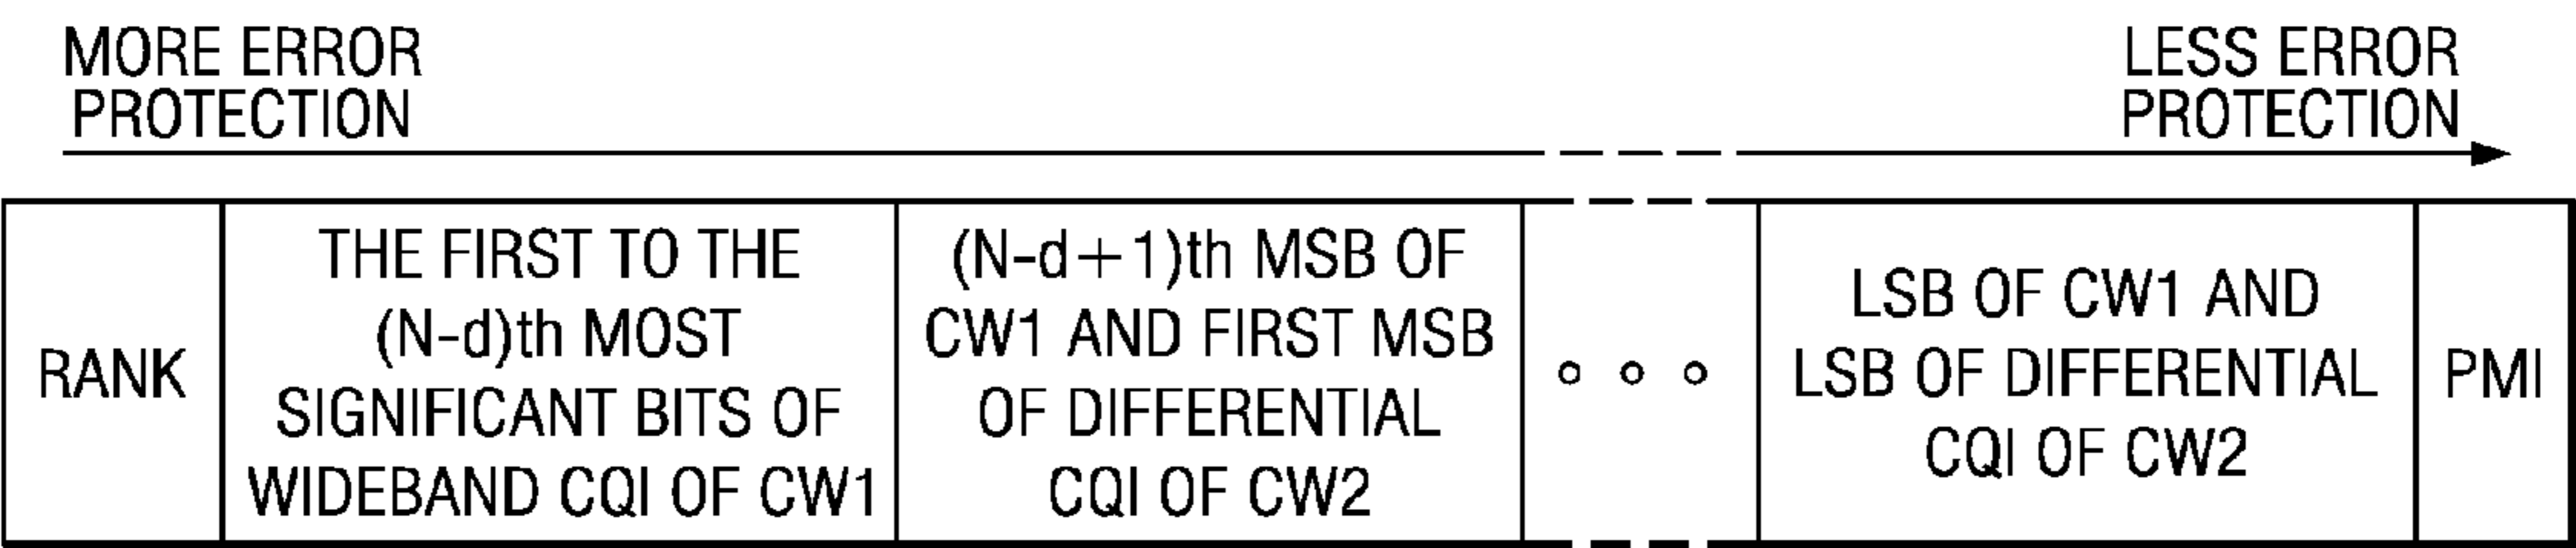 MORE ERROR
PROTECTION
LESS ERROR
PROTECTION
RANK
THE FIRST TO THE
(N-d)th MOST
SIGNIFICANT BITS OF
WIDEBAND CQI OF CW1
(N-d+1)th MSB OF
CW1 AND FIRST MSB
OF DIFFERENTIAL
CQI OF CW2
LSB OF CW1 AND
LSB OF DIFFERENTIAL
CQI OF CW2
PMI